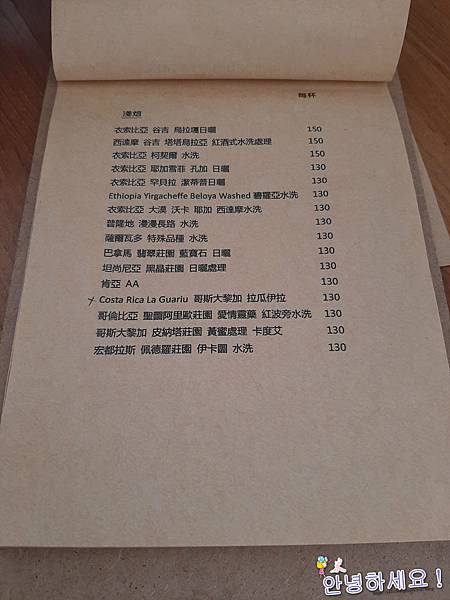 每杯
淺焙
衣索比亞 谷吉 烏拉嘎日曬 150
西達摩 谷吉 塔塔烏拉亞 紅酒式水洗處理 150
衣索比亞 柯契爾 水洗 150
衣索比亞 耶加雪菲 孔加 日曬 130
衣索比亞 罕貝拉 潔蒂普日曬 130
Ethiopia Yirgacheffe Beloya Washed 碧羅亞水洗 130
衣索比亞 大漠 沃卡 耶加 西達摩水洗 130
普隆地 漫漫長路 水洗 130
薩爾瓦多 特殊品種 水洗 130
巴拿馬 翡翠莊園 藍寶石 日曬 130
坦尚尼亞 黑晶莊園 日曬處理 130
肯亞 AA 130
Costa Rica La Guariu 哥斯大黎加 拉瓜伊拉 130
哥倫比亞 聖圖阿里歐莊園 愛情靈藥 紅波旁水洗 130
哥斯大黎加 皮納塔莊園 黃蜜處理 卡度艾 130
宏都拉斯 佩德羅莊園 伊卡圖 水洗 130
안녕하세요!